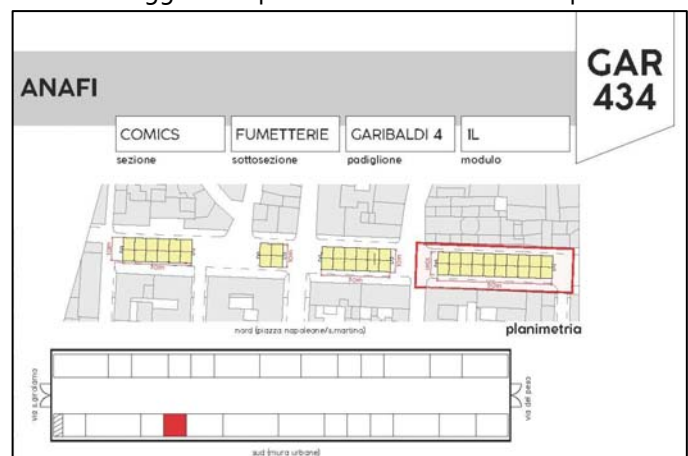 GAR
434
ANAFI
COMICS
FUMETTERIE
GARIBALDI 4
1L
sezione
sottosezione
padiglione
modulo
nord (piazza napoleone/s.martino)
planimetria
via s.girolamo
via del peso
sud (mura urbane)